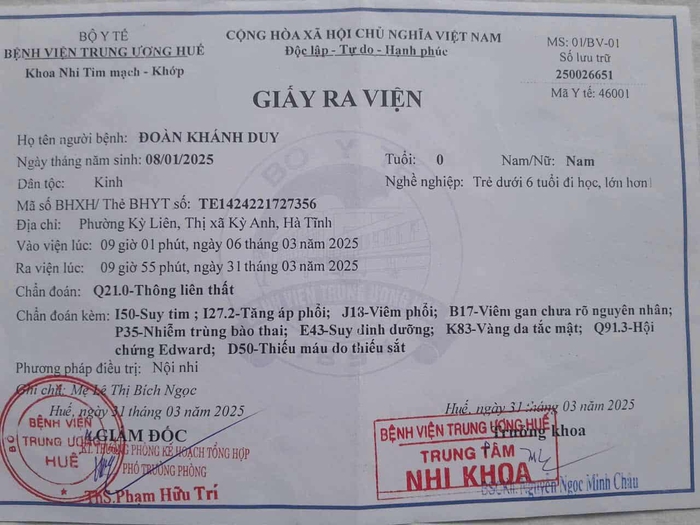 BỘ Y TẾ
BỆNH VIỆN TRUNG ƯƠNG HUẾ
Khoa Nhi Tim mạch - Khớp
CỘNG HÒA XÃ HỘI CHỦ NGHĨA VIỆT NAM
Độc lập - Tự do - Hạnh phúc
MS: 01/BV-01
Số lưu trữ
250026651
Mã Y tế: 46001
GIẤY RA VIỆN
Họ tên người bệnh: ĐOÀN KHÁNH DUY
Ngày tháng năm sinh: 08/01/2025 Tuổi: 0 Nam/Nữ: Nam
Dân tộc: Kinh Nghề nghiệp: Trẻ dưới 6 tuổi đi học, lớn hơn
Mã số BHXH/ Thẻ BHYT số: TE1424221727356
Địa chỉ: Phường Kỳ Liên, Thị xã Kỳ Anh, Hà Tĩnh
Vào viện lúc: 09 giờ 01 phút, ngày 06 tháng 03 năm 2025
Ra viện lúc: 09 giờ 55 phút, ngày 31 tháng 03 năm 2025
Chẩn đoán: Q21.0-Thông liên thất
Chẩn đoán kèm: I50-Suy tim ; I27.2-Tăng áp phổi; J18-Viêm phổi; B17-Viêm gan chưa rõ nguyên nhân;
P35-Nhiễm trùng bào thai; E43-Suy dinh dưỡng; K83-Vàng da tắc mật; Q91.3-Hội
chứng Edward; D50-Thiếu máu do thiếu sắt
Phương pháp điều trị: Nội nhi
Ghi chú: Mẹ Lê Thị Bích Ngọc
Huế, ngày 31 tháng 03 năm 2025
GIÁM ĐỐC
KT. TRƯỞNG PHÒNG KẾ HOẠCH TỔNG HỢP
PHÓ TRƯỞNG PHÒNG
ThS.Phạm Hữu Trí
BỆNH VIỆN
TRUNG ƯƠNG
HUẾ
Huế, ngày 31 tháng 03 năm 2025
Trưởng khoa
BỆNH VIỆN TRUNG ƯƠNG HUẾ
TRUNG TÂM
NHI KHOA
BSCKII. Nguyễn Ngọc Minh Châu